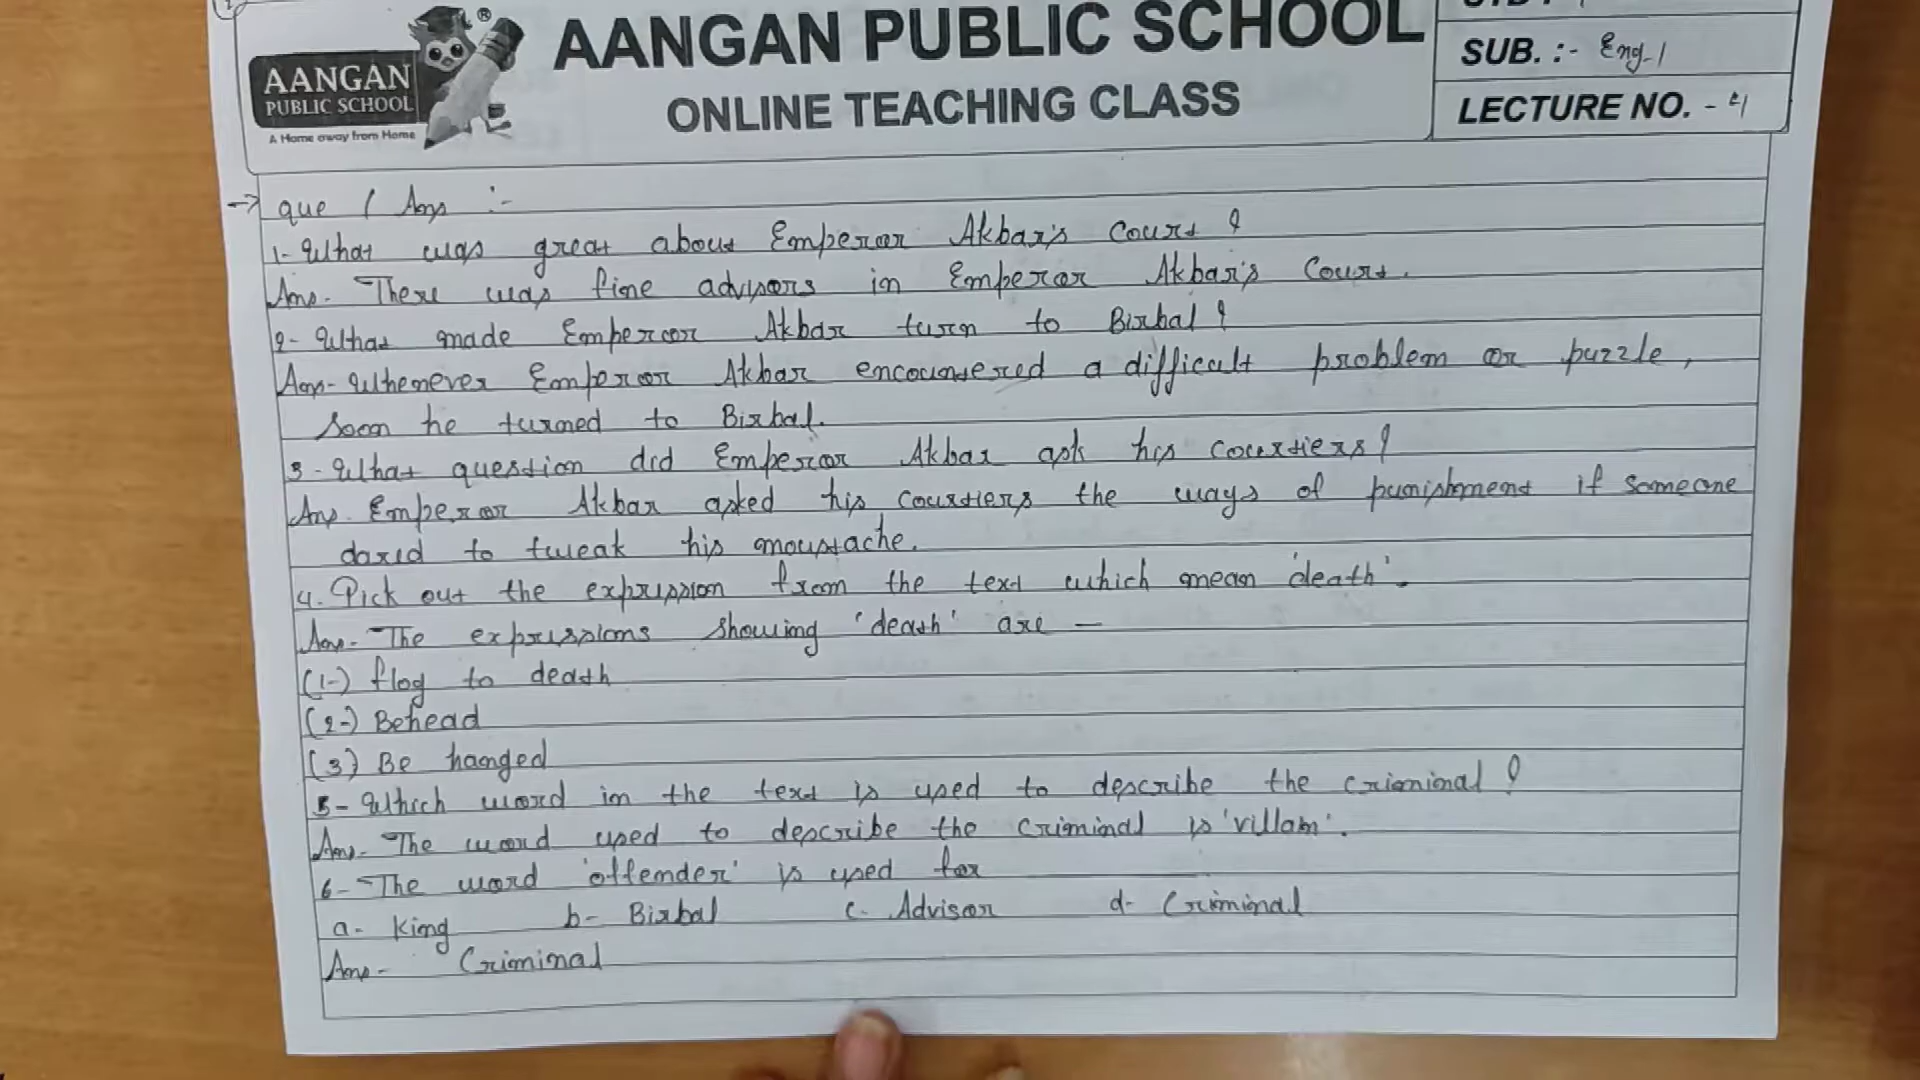 AANGAN
PUBLIC SCHOOL
A Home away from Home
®
AANGAN PUBLIC SCHOOL
ONLINE TEACHING CLASS
SUB. :- Eng-1
LECTURE NO. - 4
→ que / Ans :-
1- What was great about Emperor Akbar's Court ?
Ans. There was fine advisors in Emperor Akbar's Court.
2- What made Emperor Akbar turn to Birbal ?
Ans- Whenever Emperor Akbar encountered a difficult problem or puzzle,
Soon he turned to Birbal.
3- What question did Emperor Akbar ask his courtiers ?
Ans. Emperor Akbar asked his courtiers the ways of punishment if someone
dared to tweak his moustache.
4. Pick out the expression from the text which mean 'death'.
Ans- The expressions showing 'death' are —
(1-) flog to death
(2-) Behead
(3) Be hanged
5- Which word in the text is used to describe the criminal ?
Ans- The word used to describe the criminal is 'villain'.
6- The word 'offender' is used for ______
a- King b- Birbal c. Advisor d- Criminal
Ans- Criminal